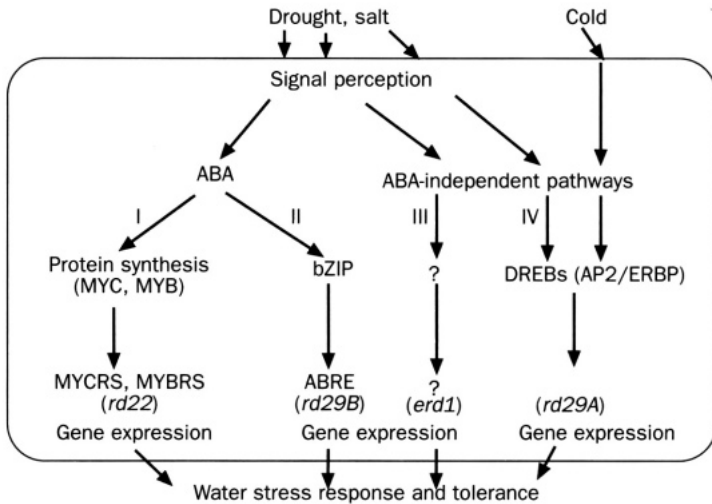 Drought, salt Cold
Signal perception
ABA ABA-independent pathways
I II III IV
Protein synthesis bZIP ? DREBs (AP2/ERBP)
(MYC, MYB)
MYCRS, MYBRS ABRE ?
(rd22) (rd29B) (erd1) (rd29A)
Gene expression Gene expression Gene expression
Water stress response and tolerance